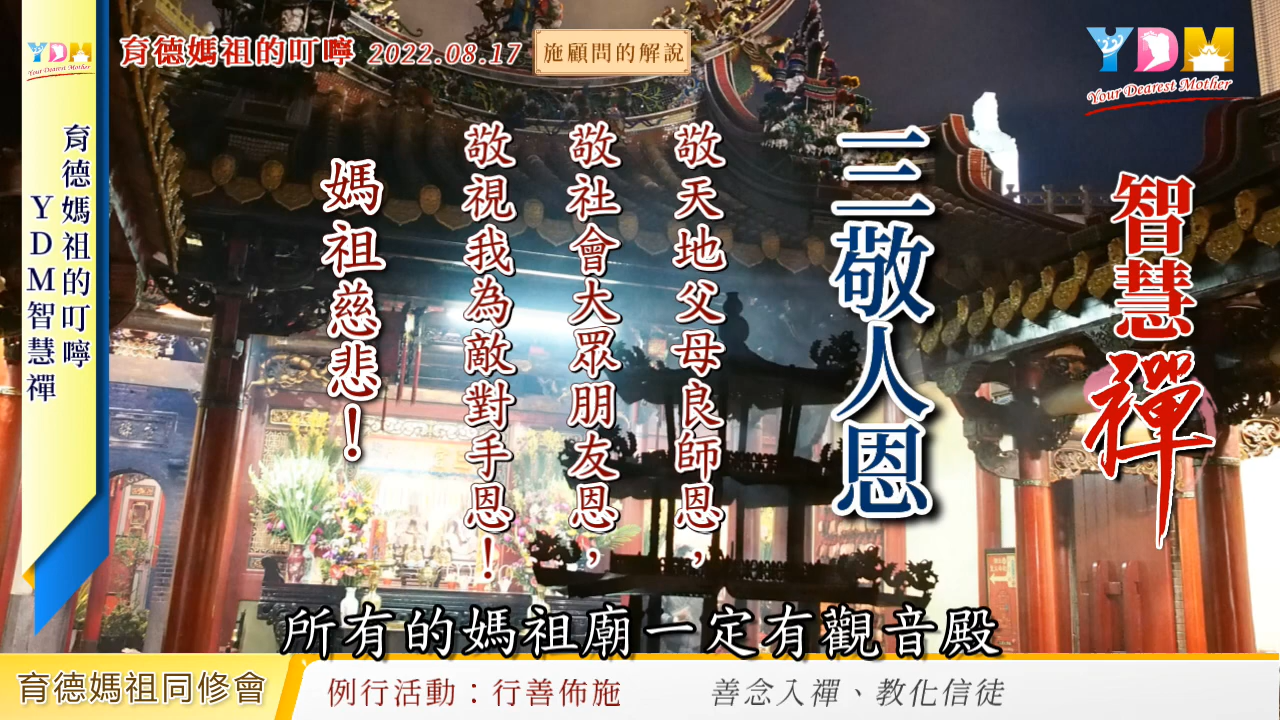 YDM
Your Dearest Mother
育德媽祖的叮嚀 2022.08.17 施顧問的解說
YDM
Your Dearest Mother
育德媽祖的叮嚀
YDM智慧禪
智慧禪
三敬人恩
敬天地父母良師恩，
敬社會大眾朋友恩，
敬視我為敵對手恩！
媽祖慈悲！
所有的媽祖廟一定有觀音殿
育德媽祖同修會
例行活動：行善佈施 善念入禪、教化信徒